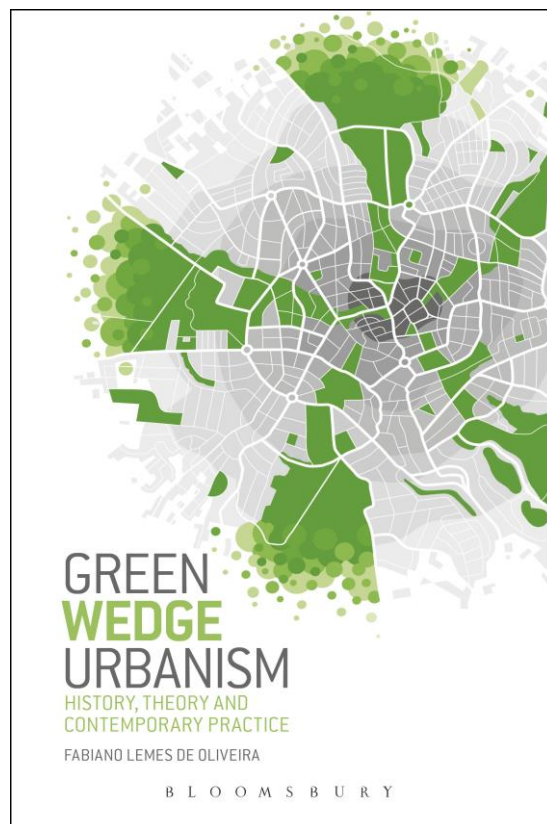 GREEN
WEDGE
URBANISM
HISTORY, THEORY AND
CONTEMPORARY PRACTICE
FABIANO LEMES DE OLIVEIRA
BLOOMSBURY